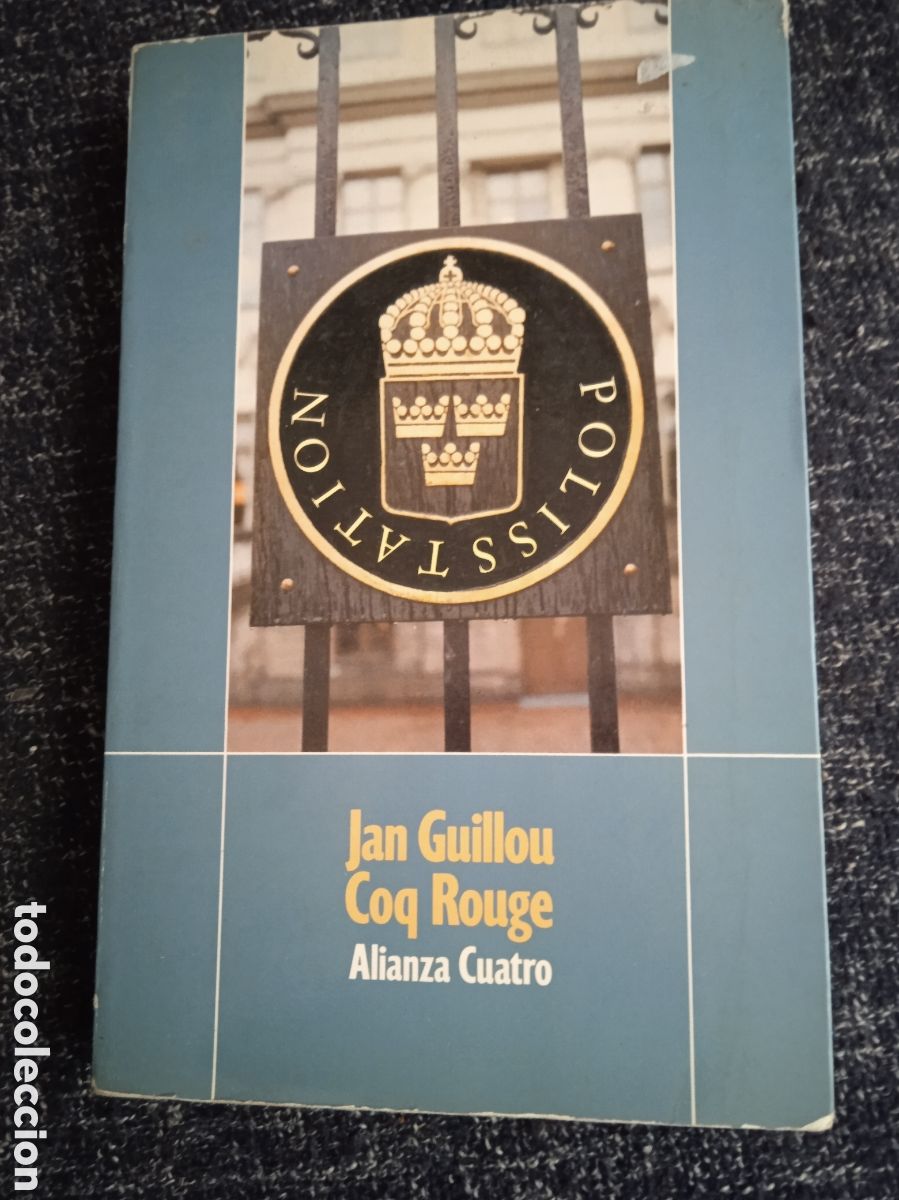 POLISSTATION
Jan Guillou
Coq Rouge
Alianza Cuatro
todocoleccion